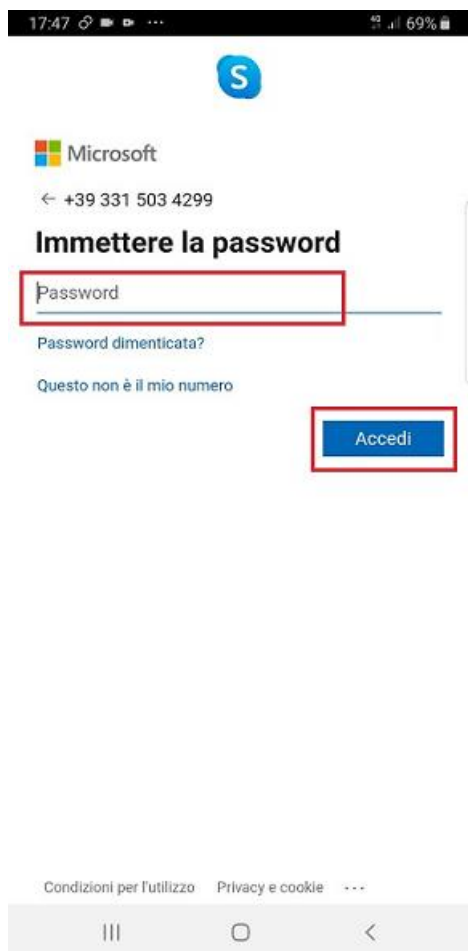 17:47 ··· 4G 69%
S
Microsoft
← +39 331 503 4299
Immettere la password
Password
Password dimenticata?
Questo non è il mio numero
Accedi
Condizioni per l'utilizzo Privacy e cookie ···